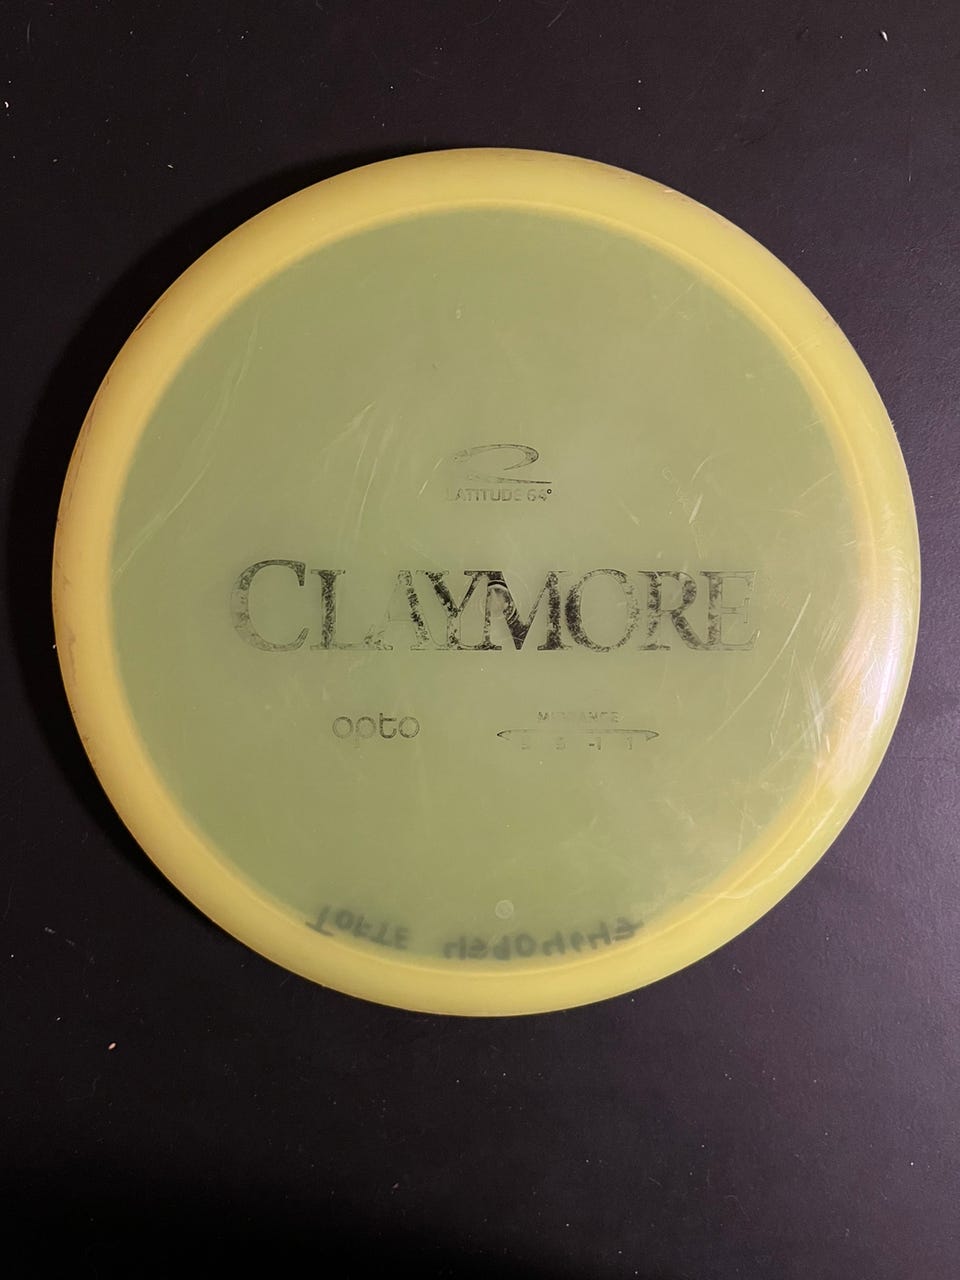 LATITUDE 64°
CLAYMORE
opto
MIDRANGE
5 5 -1 1